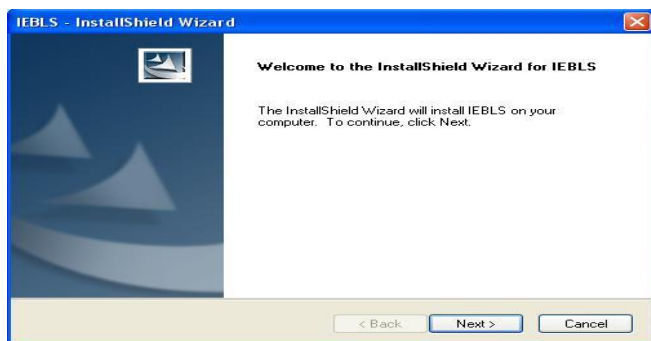 IEBLS - InstallShield Wizard
Welcome to the InstallShield Wizard for IEBLS
The InstallShield Wizard will install IEBLS on your
computer. To continue, click Next.
< Back Next > Cancel